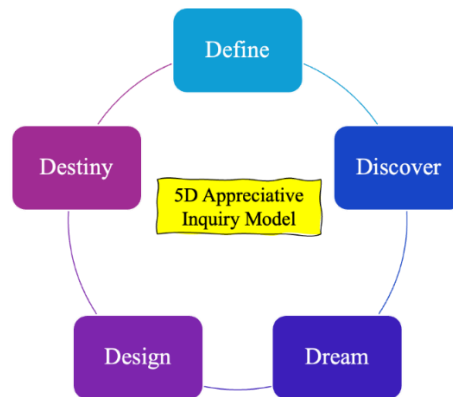 Define
Destiny
Discover
5D Appreciative
Inquiry Model
Design
Dream